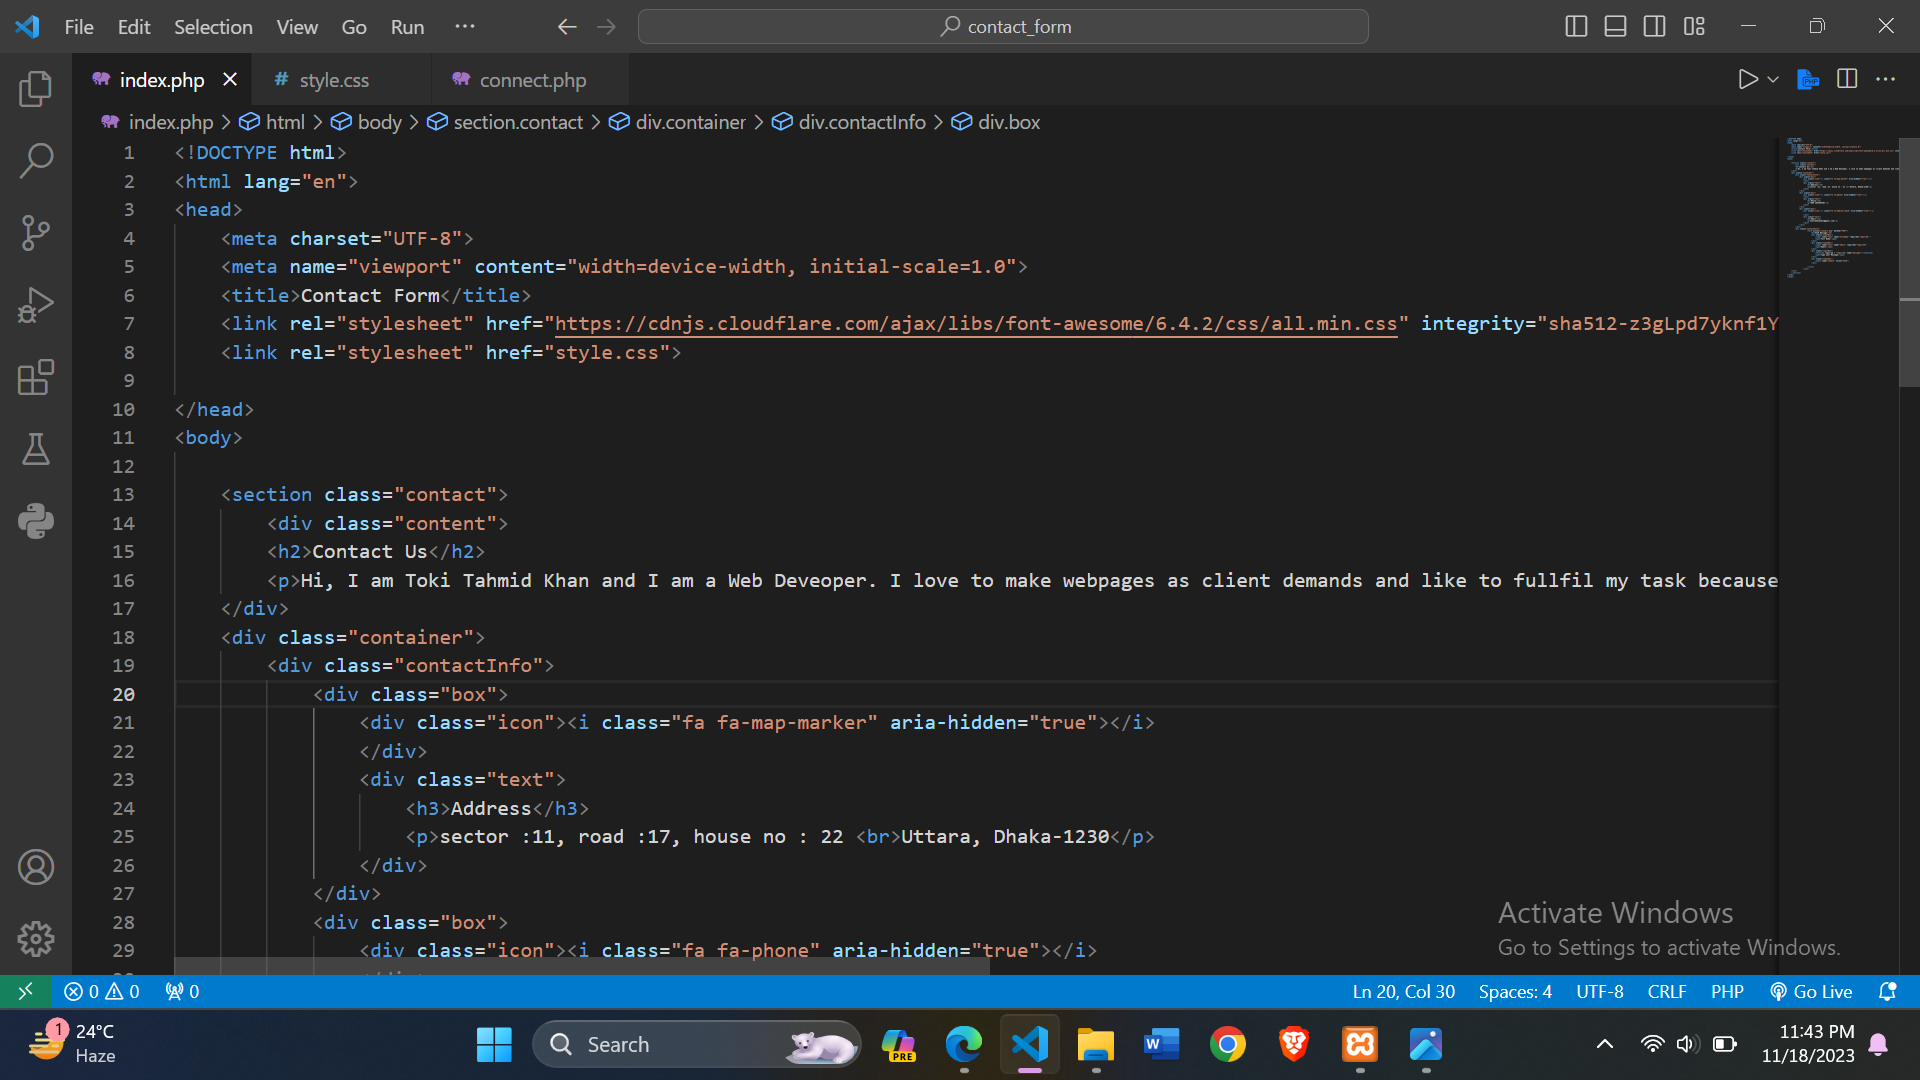 File Edit Selection View Go Run ··· contact_form
index.php style.css connect.php
index.php > html > body > section.contact > div.container > div.contactInfo > div.box
1 <!DOCTYPE html>
2 <html lang="en">
3 <head>
4 <meta charset="UTF-8">
5 <meta name="viewport" content="width=device-width, initial-scale=1.0">
6 <title>Contact Form</title>
7 <link rel="stylesheet" href="https://cdnjs.cloudflare.com/ajax/libs/font-awesome/6.4.2/css/all.min.css" integrity="sha512-z3gLpd7yknf1Y
8 <link rel="stylesheet" href="style.css">
9
10 </head>
11 <body>
12
13 <section class="contact">
14 <div class="content">
15 <h2>Contact Us</h2>
16 <p>Hi, I am Toki Tahmid Khan and I am a Web Deveoper. I love to make webpages as client demands and like to fullfil my task because
17 </div>
18 <div class="container">
19 <div class="contactInfo">
20 <div class="box">
21 <div class="icon"><i class="fa fa-map-marker" aria-hidden="true"></i>
22 </div>
23 <div class="text">
24 <h3>Address</h3>
25 <p>sector :11, road :17, house no : 22 <br>Uttara, Dhaka-1230</p>
26 </div>
27 </div>
28 <div class="box">
29 <div class="icon"><i class="fa fa-phone" aria-hidden="true"></i>
Activate Windows
Go to Settings to activate Windows.
0 0 0 Ln 20, Col 30 Spaces: 4 UTF-8 CRLF PHP Go Live
1 24°C
Haze
Search
PRE
W
11:43 PM
11/18/2023